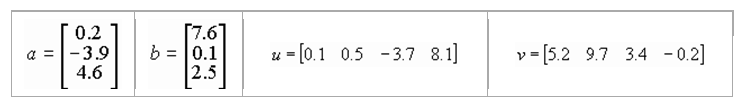 a = [0.2 -3.9 4.6]
b = [7.6 0.1 2.5]
u = [0.1 0.5 -3.7 8.1]
v = [5.2 9.7 3.4 -0.2]